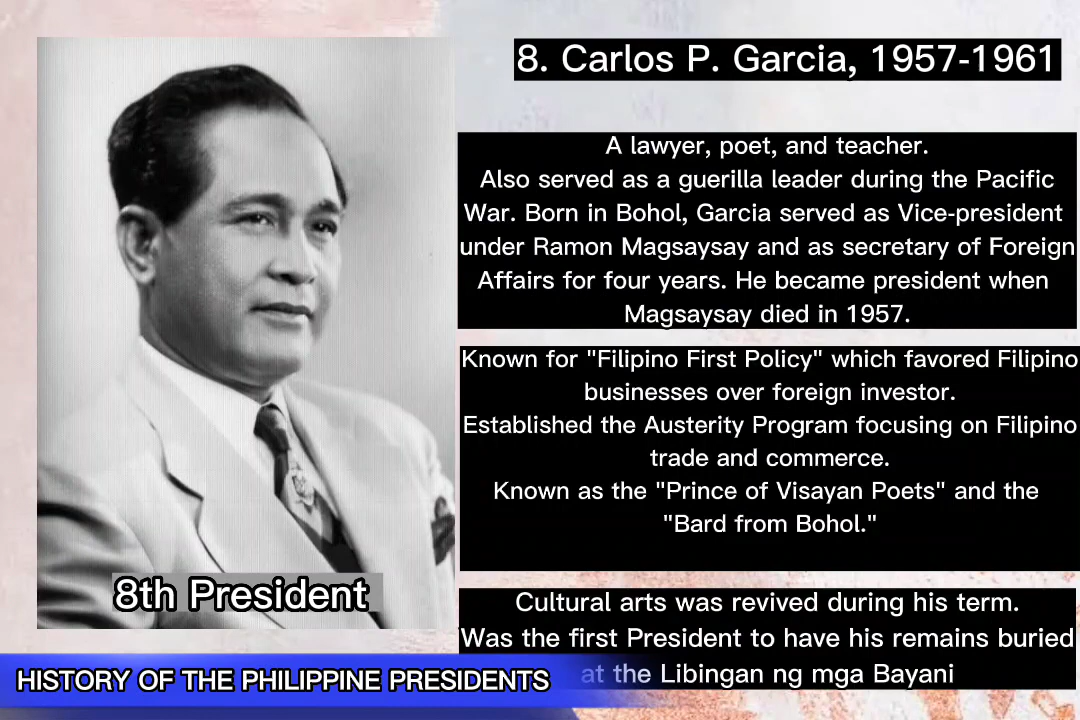 8. Carlos P. Garcia, 1957-1961
A lawyer, poet, and teacher.
Also served as a guerilla leader during the Pacific
War. Born in Bohol, Garcia served as Vice-president
under Ramon Magsaysay and as secretary of Foreign
Affairs for four years. He became president when
Magsaysay died in 1957.
Known for "Filipino First Policy" which favored Filipino
businesses over foreign investor.
Established the Austerity Program focusing on Filipino
trade and commerce.
Known as the "Prince of Visayan Poets" and the
"Bard from Bohol."
8th President
Cultural arts was revived during his term.
Was the first President to have his remains buried
at the Libingan ng mga Bayani
HISTORY OF THE PHILIPPINE PRESIDENTS